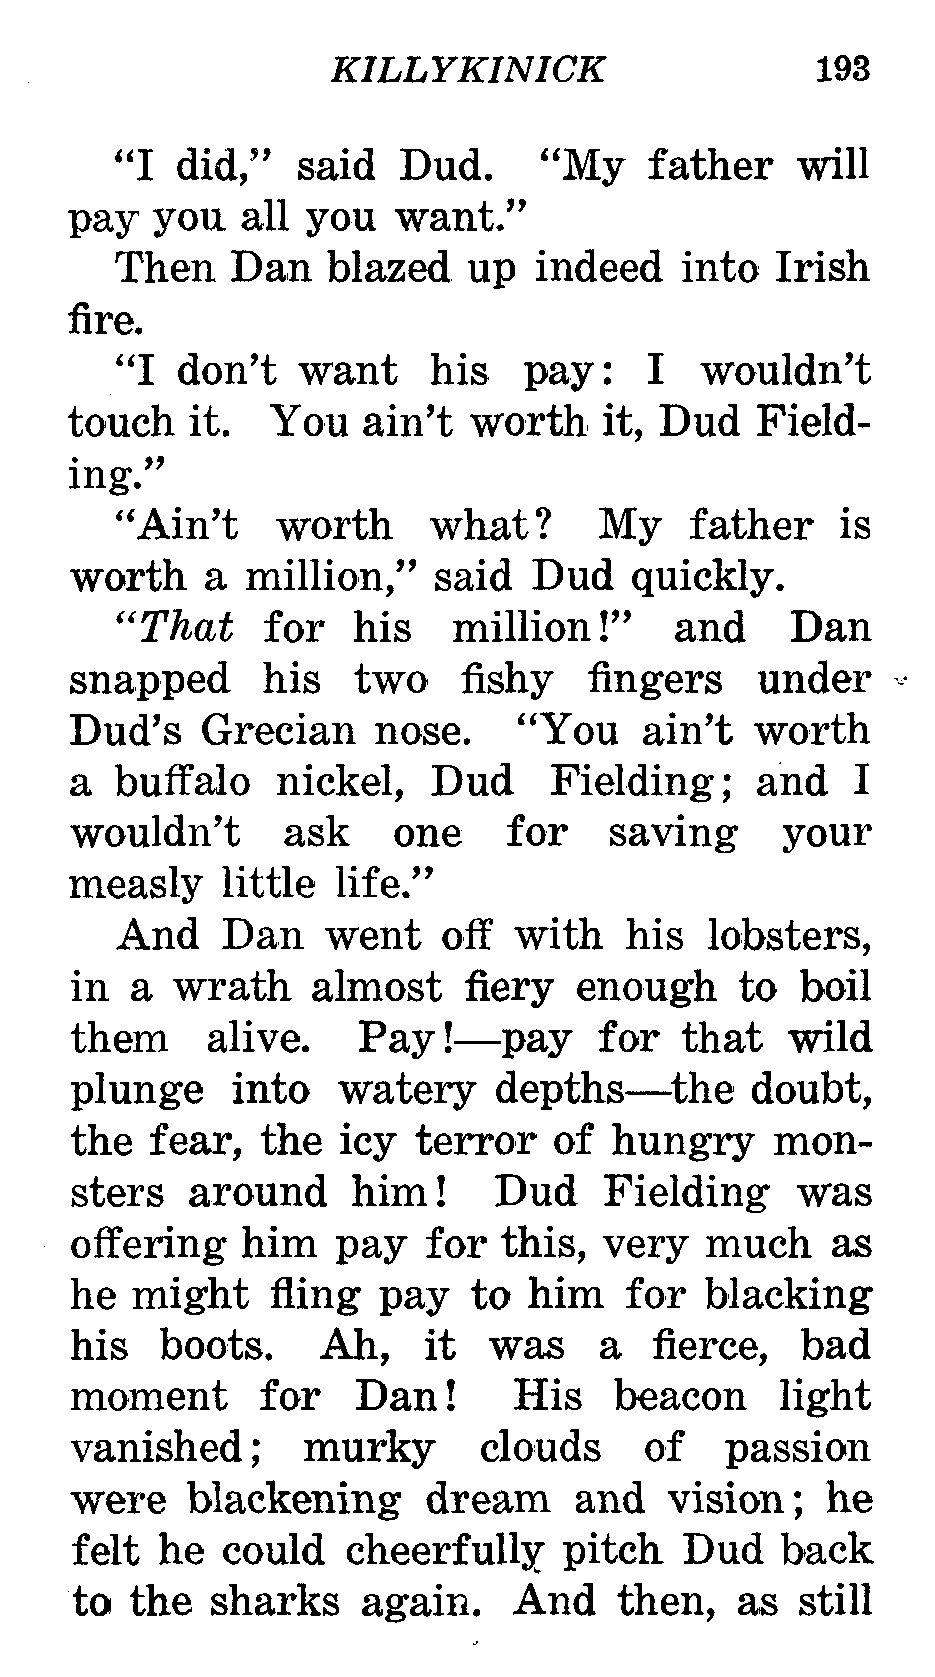 KILLYKINICK 193
“I did,” said Dud. “My father will
pay you all you want.”
Then Dan blazed up indeed into Irish
fire.
“I don’t want his pay: I wouldn’t
touch it. You ain’t worth it, Dud Field-
ing.”
“Ain’t worth what? My father is
worth a million,” said Dud quickly.
“That for his million!” and Dan
snapped his two fishy fingers under
Dud’s Grecian nose. “You ain’t worth
a buffalo nickel, Dud Fielding; and I
wouldn’t ask one for saving your
measly little life.”
And Dan went off with his lobsters,
in a wrath almost fiery enough to boil
them alive. Pay!—pay for that wild
plunge into watery depths—the doubt,
the fear, the icy terror of hungry mon-
sters around him! Dud Fielding was
offering him pay for this, very much as
he might fling pay to him for blacking
his boots. Ah, it was a fierce, bad
moment for Dan! His beacon light
vanished; murky clouds of passion
were blackening dream and vision; he
felt he could cheerfully pitch Dud back
to the sharks again. And then, as still